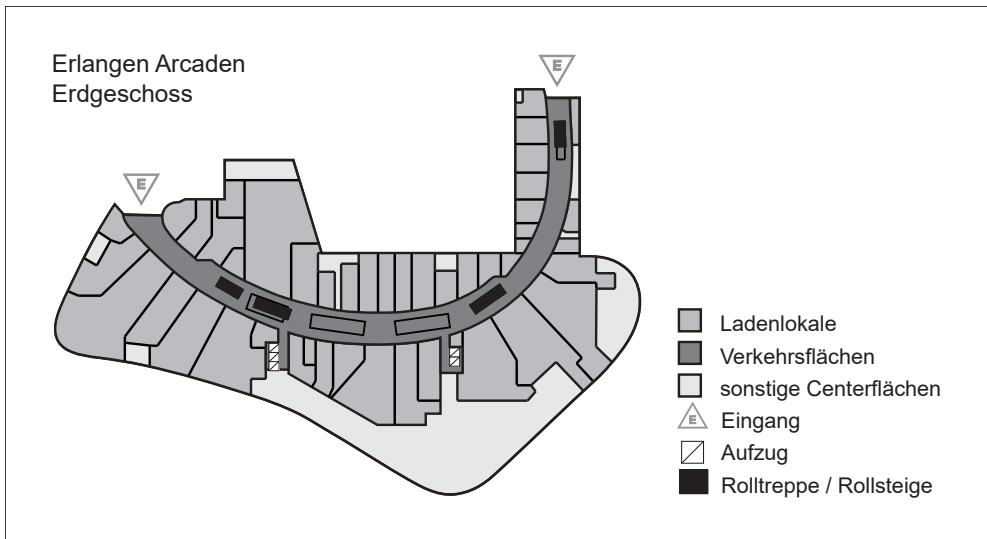 Erlangen Arcaden
Erdgeschoss
E
E
Ladenlokale
Verkehrsflächen
sonstige Centerflächen
E
Eingang
Aufzug
Rolltreppe / Rollsteige